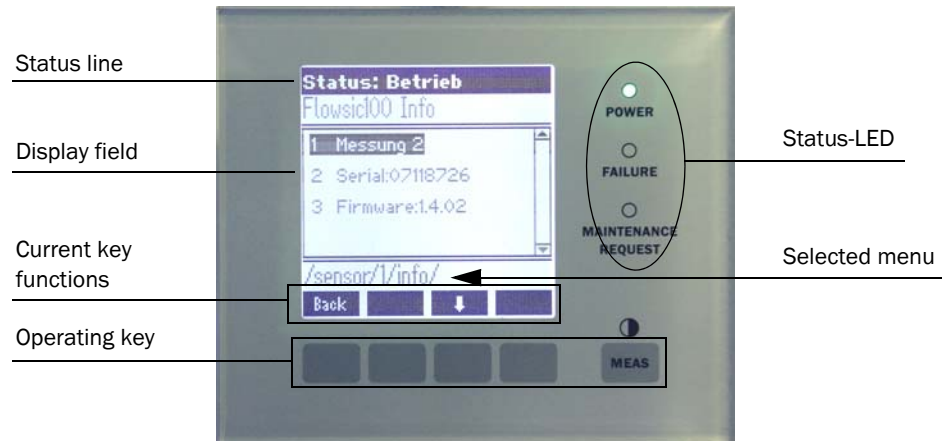 Status line
Status: Betrieb
Flowsic100 Info
POWER
Display field
1 Messung 2
Status-LED
2 Serial:07118726
FAILURE
3 Firmware:1.4.02
MAINTENANCE
REQUEST
Current key
functions
Selected menu
/sensor/1/info/
Back
Operating key
MEAS